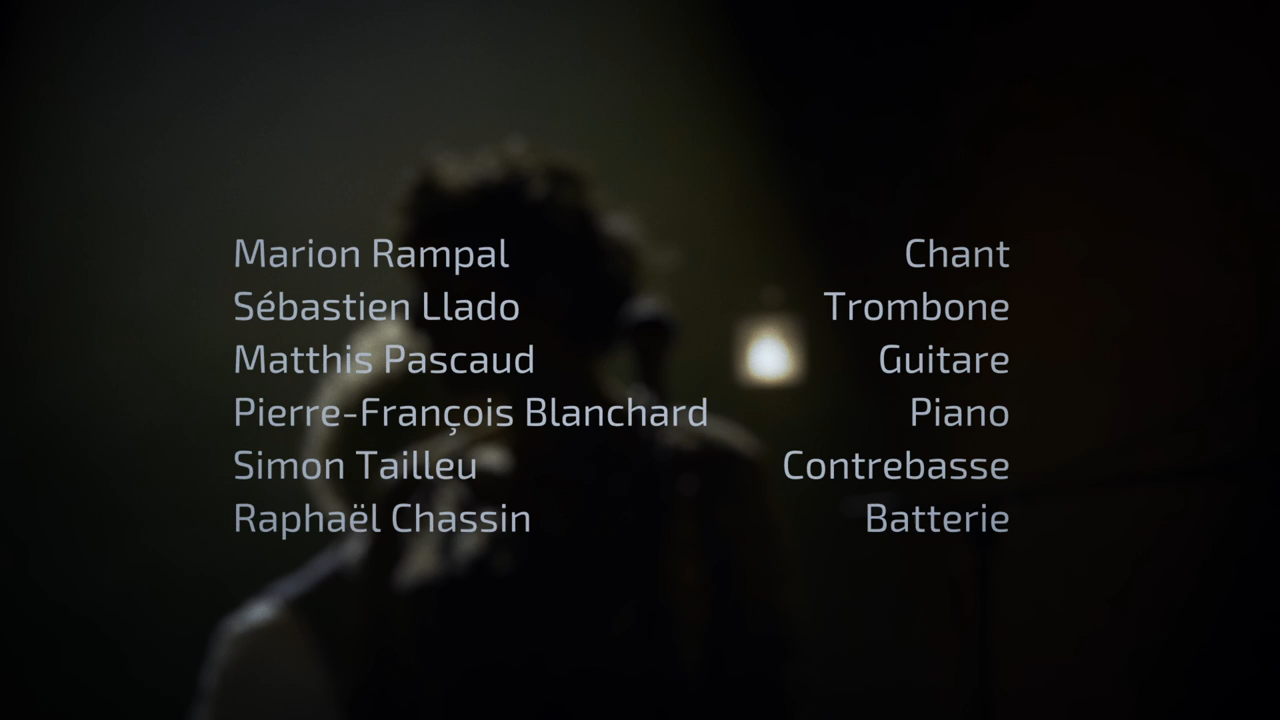 Marion Rampal Chant
Sébastien Llado Trombone
Matthis Pascaud Guitare
Pierre-François Blanchard Piano
Simon Tailleu Contrebasse
Raphaël Chassin Batterie